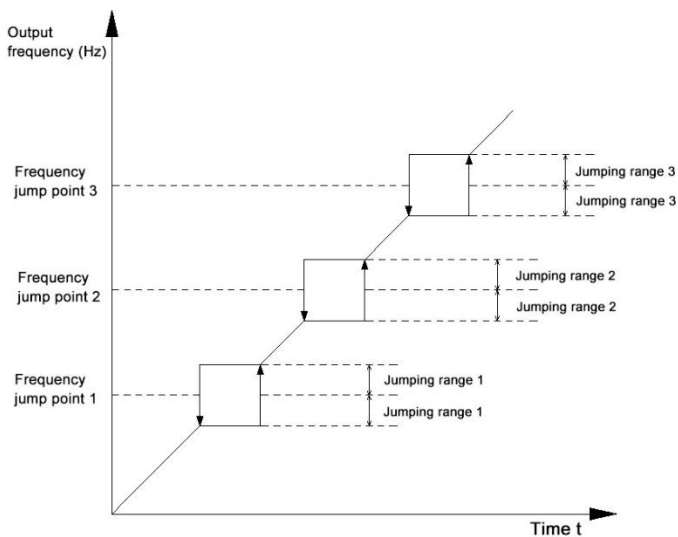 Output
frequency (Hz)
Frequency
jump point 3
Jumping range 3
Jumping range 3
Frequency
jump point 2
Jumping range 2
Jumping range 2
Frequency
jump point 1
Jumping range 1
Jumping range 1
Time t